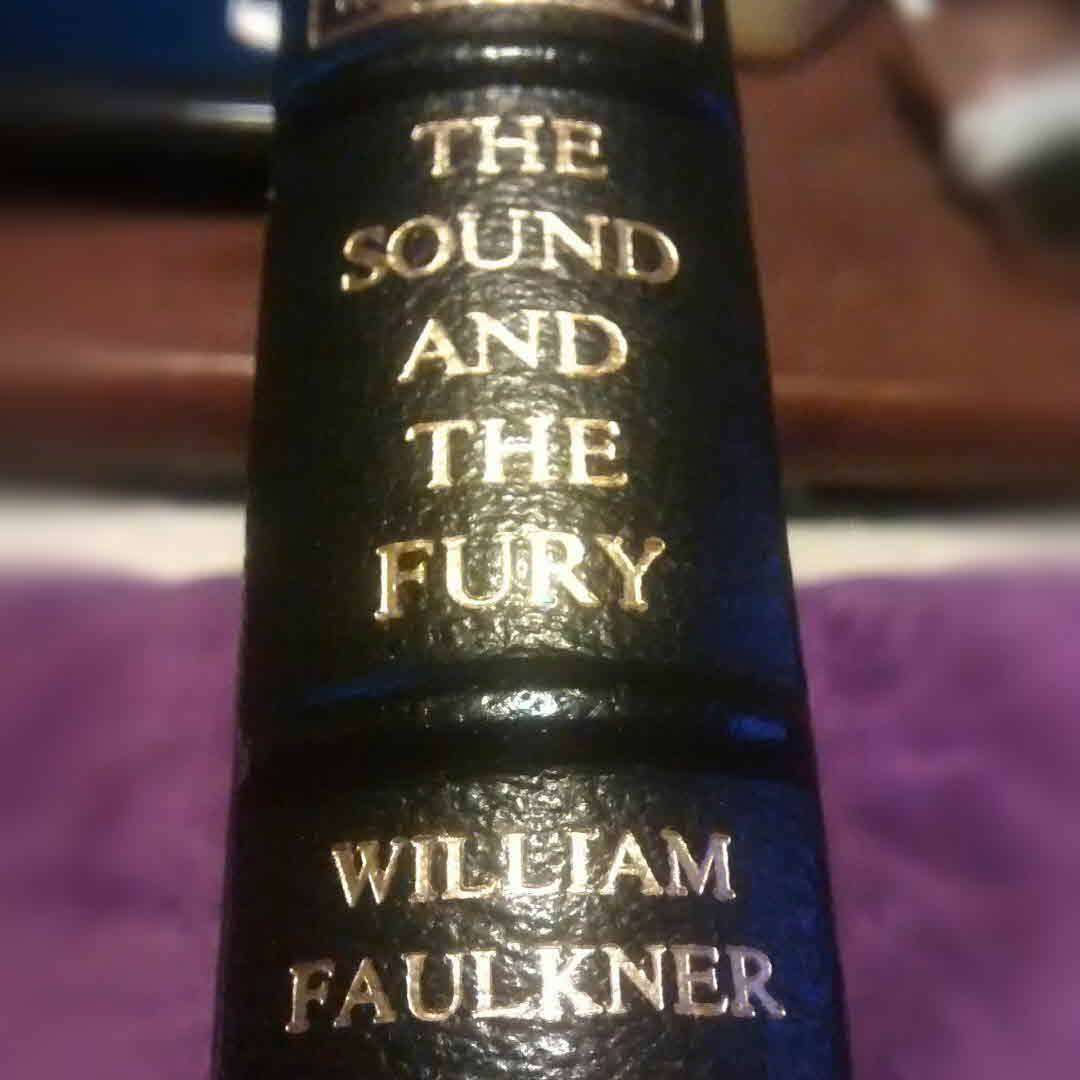 THE
SOUND
AND
THE
FURY
WILLIAM
FAULKNER